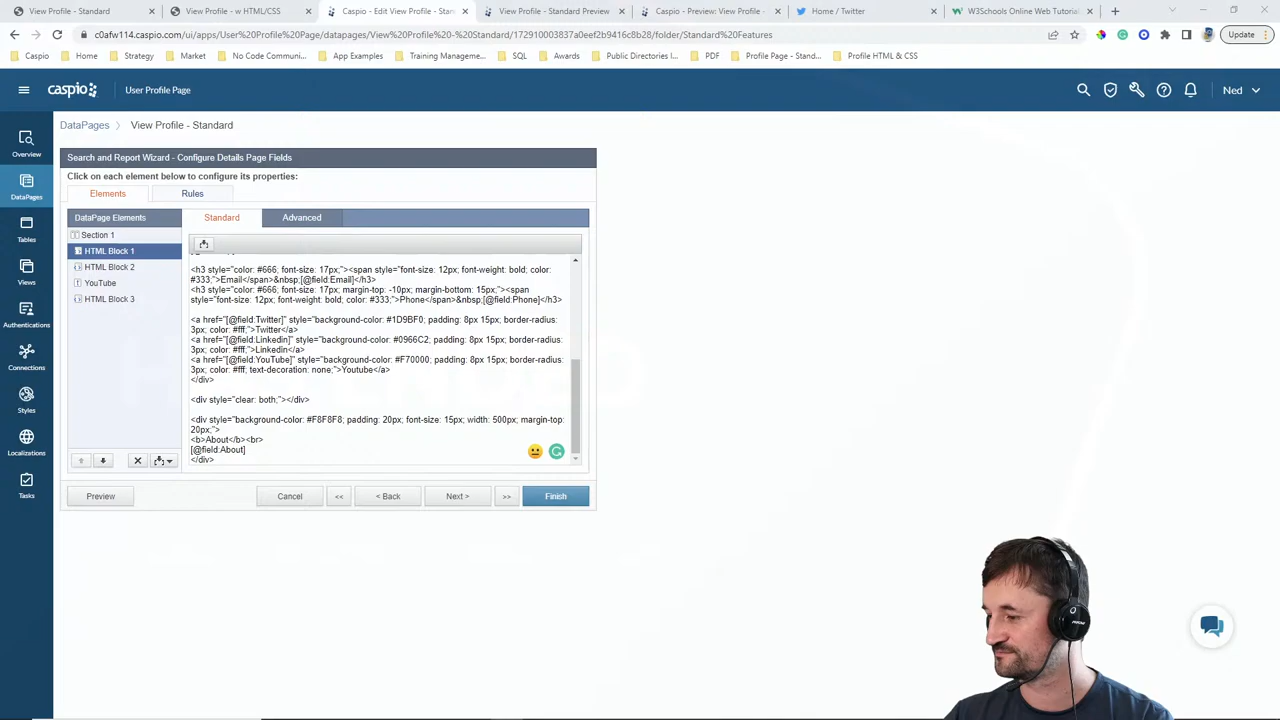 View Profile - Standard
View Profile - w HTML/CSS
Caspio - Edit View Profile - Stan
View Profile - Standard Preview
Caspio - Preview: View Profile -
Home / Twitter
W3Schools Online Web Tutorial
c0afw114.caspio.com/ui/apps/User%20Profile%20Page/datapages/View%20Profile%20-%20Standard/172910003837a0eef2b9416c8b28/folder/Standard%20Features
Update
Caspio
Home
Strategy
Market
No Code Communi...
App Examples
Training Manageme...
SQL
Awards
Public Directories I...
PDF
Profile Page - Stand...
Profile HTML & CSS
caspio
User Profile Page
Ned
DataPages
View Profile - Standard
Overview
DataPages
Tables
Views
Authentications
Connections
Styles
Localizations
Tasks
Search and Report Wizard - Configure Details Page Fields
Click on each element below to configure its properties:
Elements
Rules
DataPage Elements
Standard
Advanced
Section 1
HTML Block 1
HTML Block 2
YouTube
HTML Block 3
<h3 style="color: #666; font-size: 17px;"><span style="font-size: 12px; font-weight: bold; color:
#333;">Email</span>&nbsp;[@field:Email]</h3>
<h3 style="color: #666; font-size: 17px; margin-top: -10px; margin-bottom: 15px;"><span
style="font-size: 12px; font-weight: bold; color: #333;">Phone</span>&nbsp;[@field:Phone]</h3>
<a href="[@field:Twitter]" style="background-color: #1D9BF0; padding: 8px 15px; border-radius:
3px; color: #fff;">Twitter</a>
<a href="[@field:Linkedin]" style="background-color: #0966C2; padding: 8px 15px; border-radius:
3px; color: #fff;">Linkedin</a>
<a href="[@field:YouTube]" style="background-color: #F70000; padding: 8px 15px; border-radius:
3px; color: #fff; text-decoration: none;">Youtube</a>
</div>
<div style="clear: both;"></div>
<div style="background-color: #F8F8F8; padding: 20px; font-size: 15px; width: 500px; margin-top:
20px;">
<b>About</b><br>
[@field:About]
</div>
Preview
Cancel
<<
< Back
Next >
>>
Finish